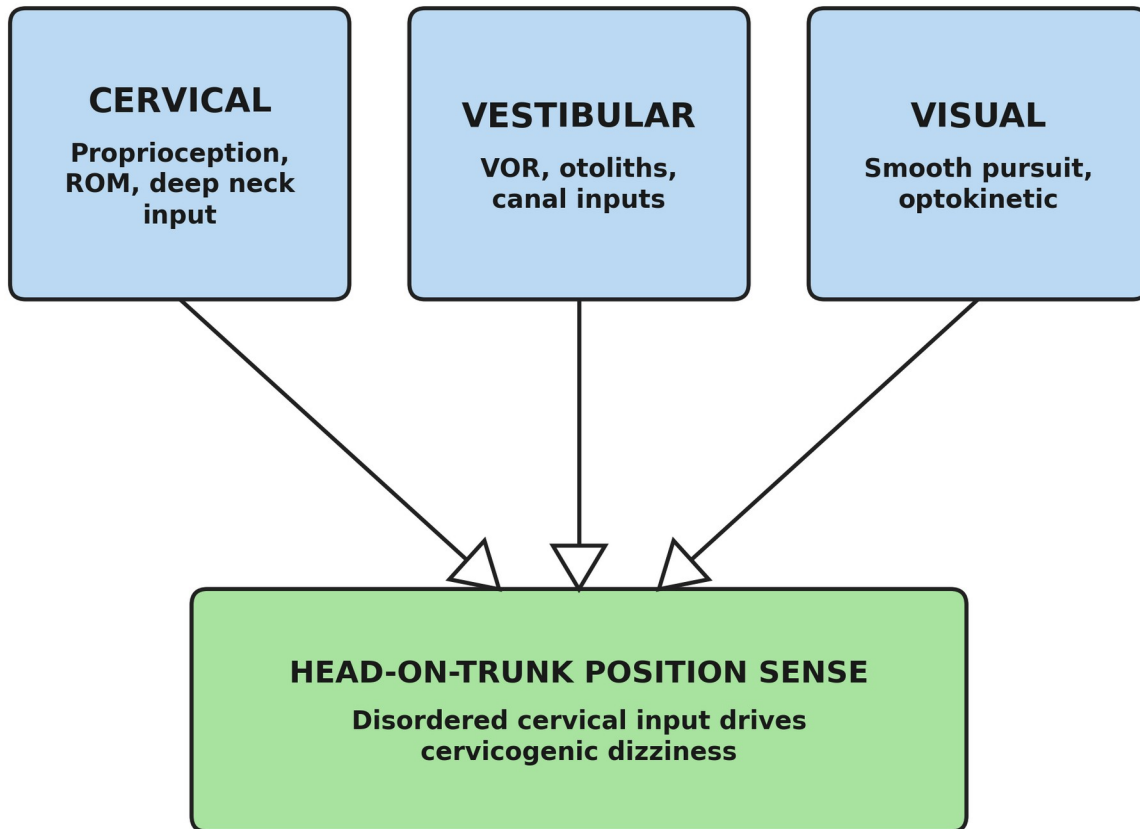 CERVICAL
Proprioception,
ROM, deep neck
input
VESTIBULAR
VOR, otoliths,
canal inputs
VISUAL
Smooth pursuit,
optokinetic
HEAD-ON-TRUNK POSITION SENSE
Disordered cervical input drives
cervicogenic dizziness